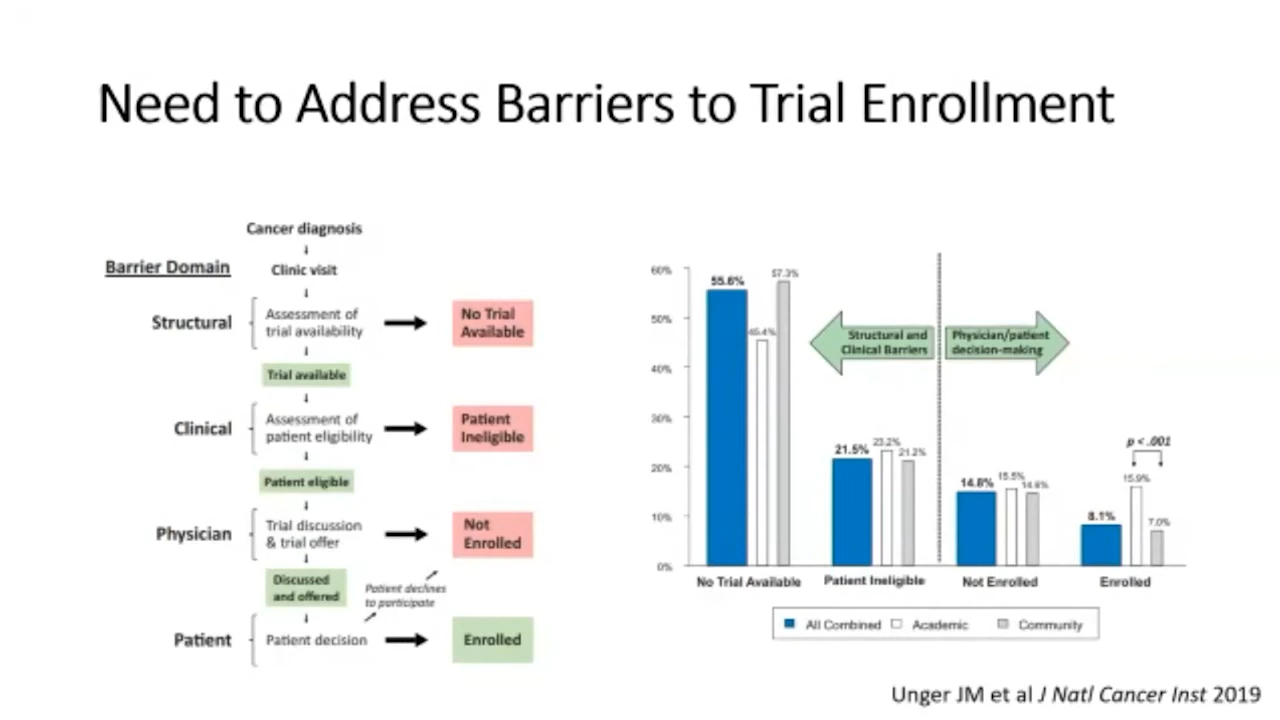 Need to Address Barriers to Trial Enrollment
Cancer diagnosis
Barrier Domain
Clinic visit
Structural
Assessment of
trial availability
No Trial
Available
Trial available
Clinical
Assessment of
patient eligibility
Patient
Ineligible
Patient eligible
Physician
Trial discussion
& trial offer
Not
Enrolled
Discussed
and offered
Patient declines
to participate
Patient
Patient decision
Enrolled
60%
50%
40%
30%
20%
10%
0%
55.6%
45.4%
57.3%
Structural and
Clinical Barriers
Physician/patient
decision-making
21.5%
23.2%
21.2%
14.8%
15.5%
14.6%
p < .001
8.1%
15.9%
7.0%
No Trial Available
Patient Ineligible
Not Enrolled
Enrolled
All Combined
Academic
Community
Unger JM et al J Natl Cancer Inst 2019